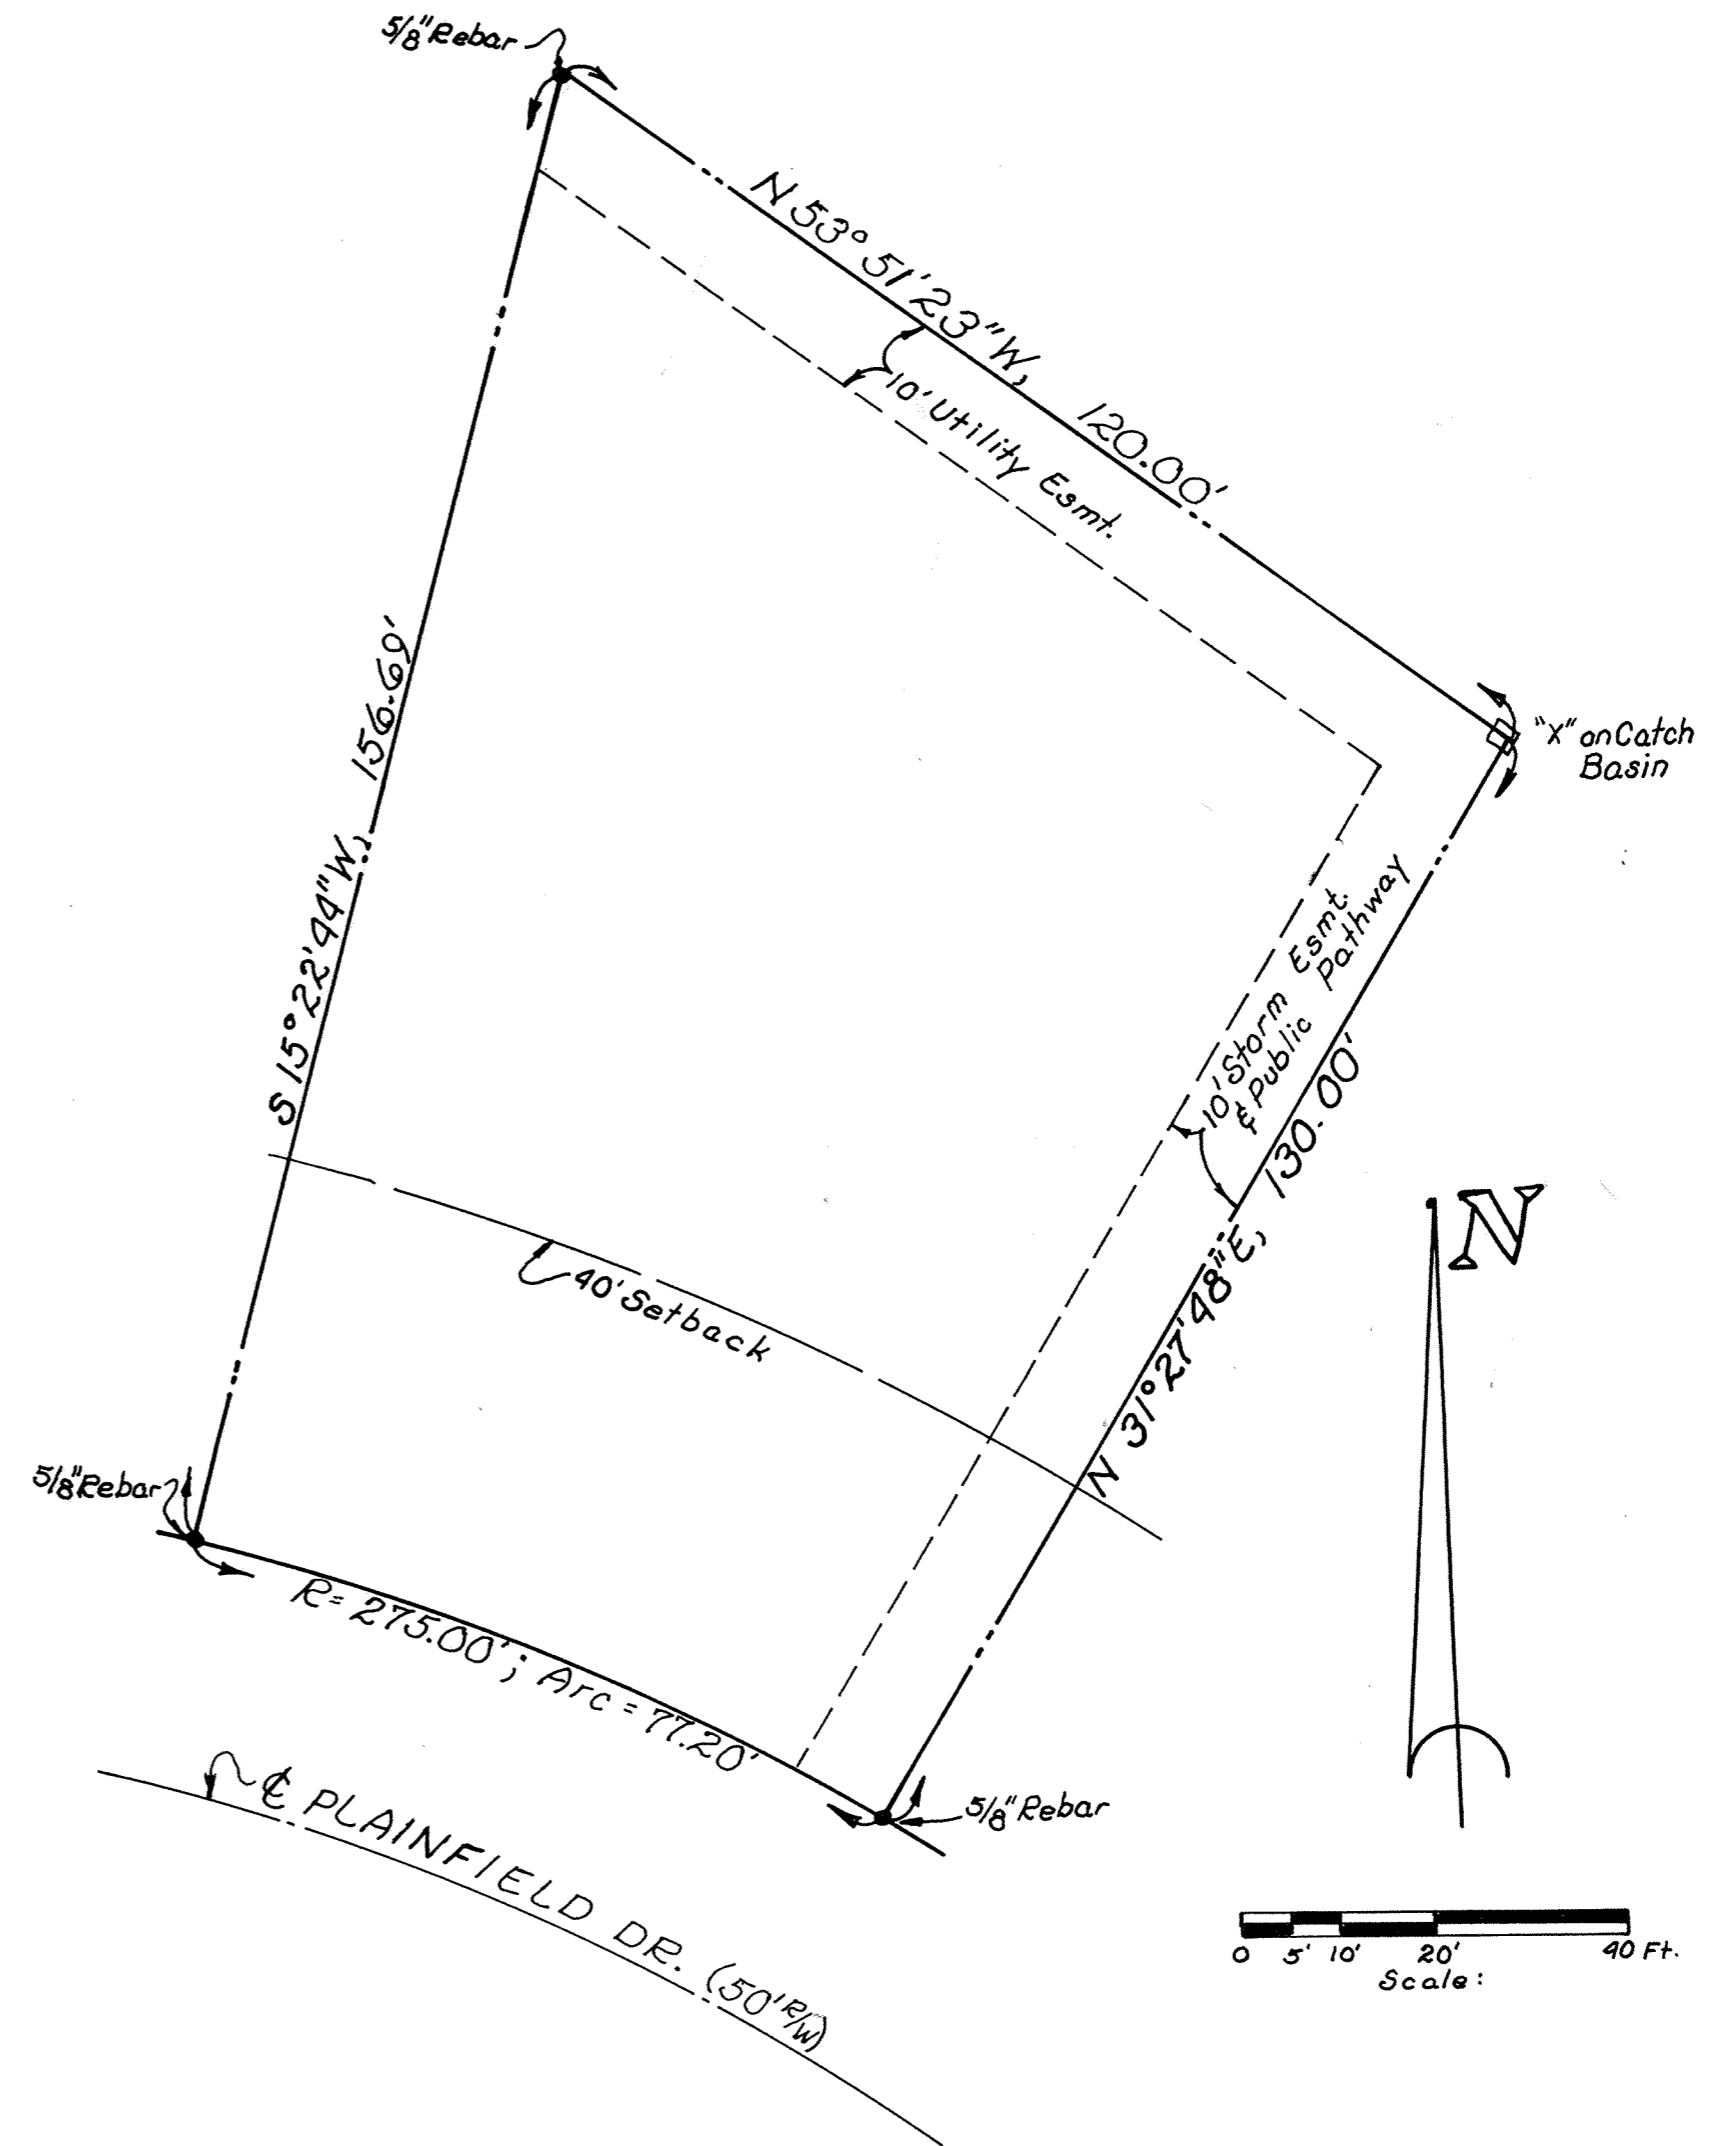 5/8" Rebar
N 53° 51' 23" W, 120.00'
10' Utility Esmt.
S 15° 22' 44" W, 156.69'
"X" on Catch
Basin
10' Storm Esmt.
& Public Pathway
N 31° 27' 48" E, 130.00'
N
40' Setback
5/8" Rebar
R = 275.00'; Arc = 77.20'
5/8" Rebar
℄ PLAINFIELD DR. (50' R/W)
0 5' 10' 20' 40 Ft.
Scale: